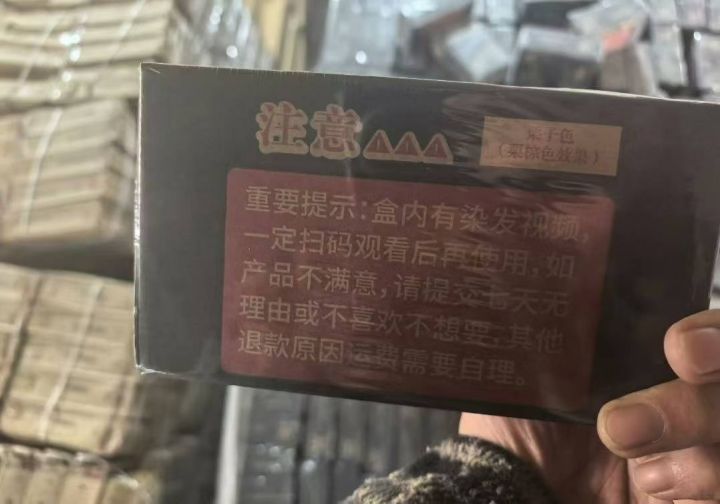 注意
栗子色
(栗棕色效果)
重要提示:盒内有染发视频,
一定扫码观看后再使用,如
产品不满意,请提交七天无
理由或不喜欢不想要;其他
退款原因运费需要自理。